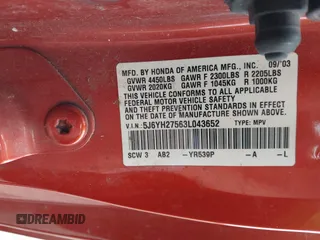 MFD. BY HONDA OF AMERICA MFG., INC. 09/03
GVWR 4450LBS GAWR F 2300LBS R 2205LBS
GVWR 2020KG GAWR F 1045KG R 1000KG
THIS VEHICLE CONFORMS TO ALL APPLICABLE
FEDERAL MOTOR VEHICLE SAFETY AND
THEFT PREVENTION STANDARDS IN EFFECT
ON THE DATE OF MANUFACTURE SHOWN ABOVE.
V.I.N: 5J6YH27563L043652 TYPE: MPV
SCW 3 AB2 -YR539P -A -L
DEALRBID